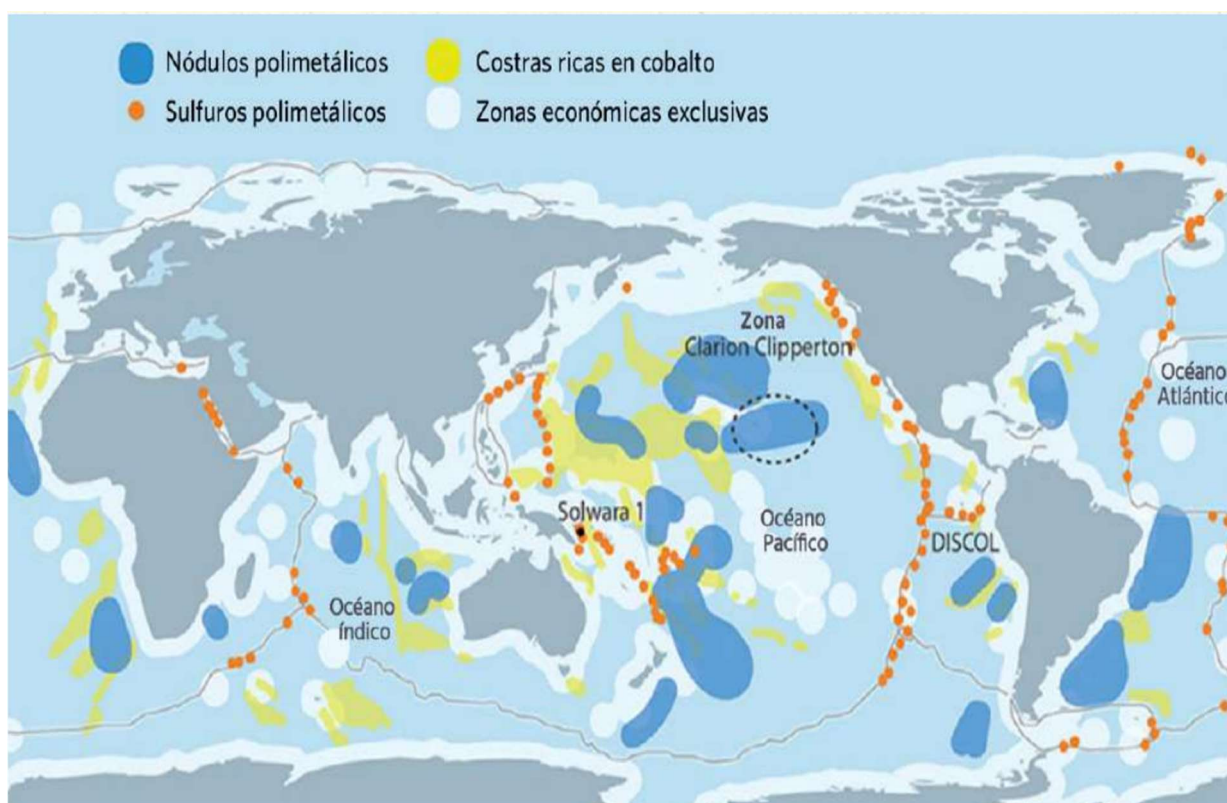 Nódulos polimetálicos
Costras ricas en cobalto
Sulfuros polimetálicos
Zonas económicas exclusivas
Zona
Clarion Clipperton
Océano
Atlántico
Solwara 1
Océano
Pacífico
DISCOL
Océano
índico